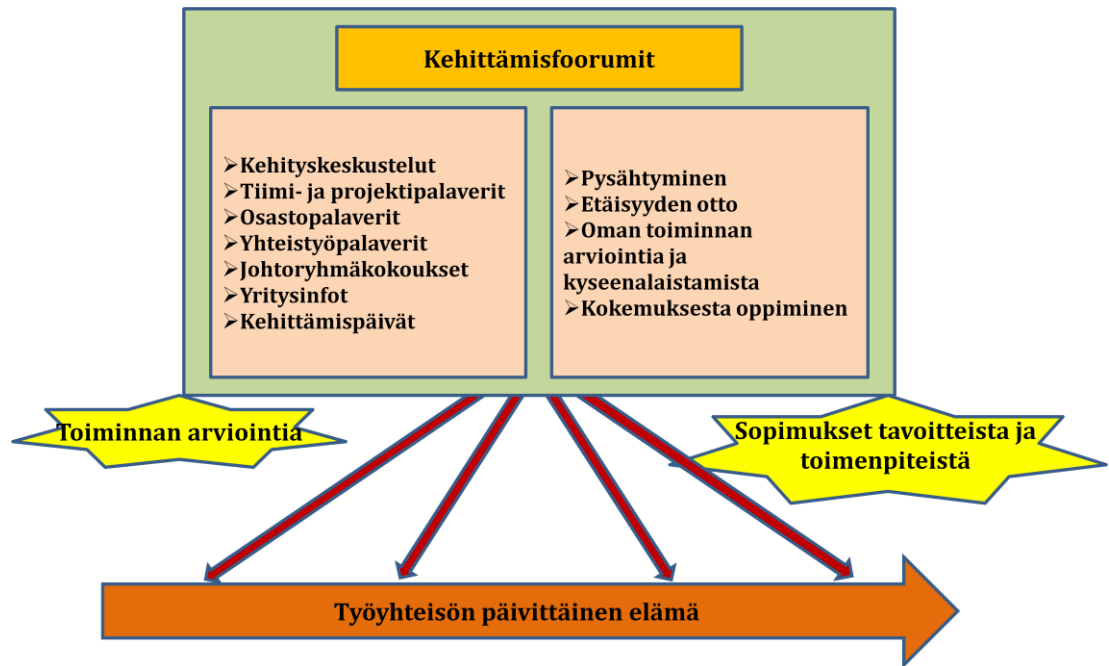 Kehittämisfoorumit
➢Kehityskeskustelut
➢Tiimi- ja projektipalaverit
➢Osastopalaverit
➢Yhteistyöpalaverit
➢Johtoryhmäkokoukset
➢Yritysinfot
➢Kehittämispäivät
➢Pysähtyminen
➢Etäisyyden otto
➢Oman toiminnan
arviointia ja
kyseenalaistamista
➢Kokemuksesta oppiminen
Toiminnan arviointia
Sopimukset tavoitteista ja
toimenpiteistä
Työyhteisön päivittäinen elämä